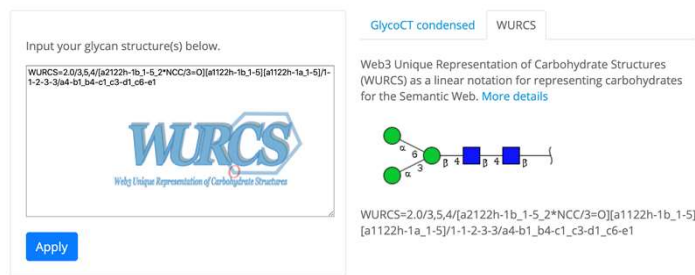 Input your glycan structure(s) below.
WURCS=2.0/3,5,4/[a2122h-1b_1-5_2*NCC/3=O][a1122h-1b_1-5][a1122h-1a_1-5]/1-
1-2-3-3/a4-b1_b4-c1_c3-d1_c6-e1
WURCS
Web3 Unique Representation of Carbohydrate Structures
Apply
GlycoCT condensed WURCS
Web3 Unique Representation of Carbohydrate Structures
(WURCS) as a linear notation for representing carbohydrates
for the Semantic Web. More details
α 6
β 4 β 4 β
α 3
WURCS=2.0/3,5,4/[a2122h-1b_1-5_2*NCC/3=O][a1122h-1b_1-5]
[a1122h-1a_1-5]/1-1-2-3-3/a4-b1_b4-c1_c3-d1_c6-e1